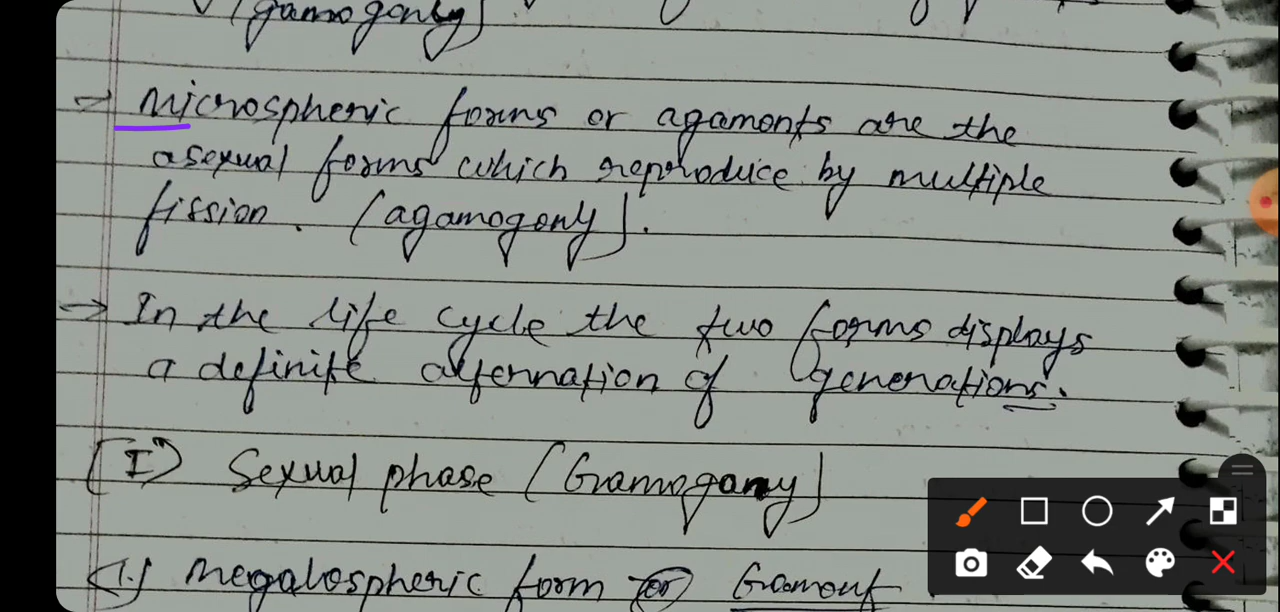 (gamogony)
→ Microspheric forms or agamonts are the
asexual forms which reproduce by multiple
fission. (agamogony).
→ In the life cycle the two forms displays
a definite alternation of generations.
(I) Sexual phase (Gamogony)
(1.) Megalospheric form or Gamont